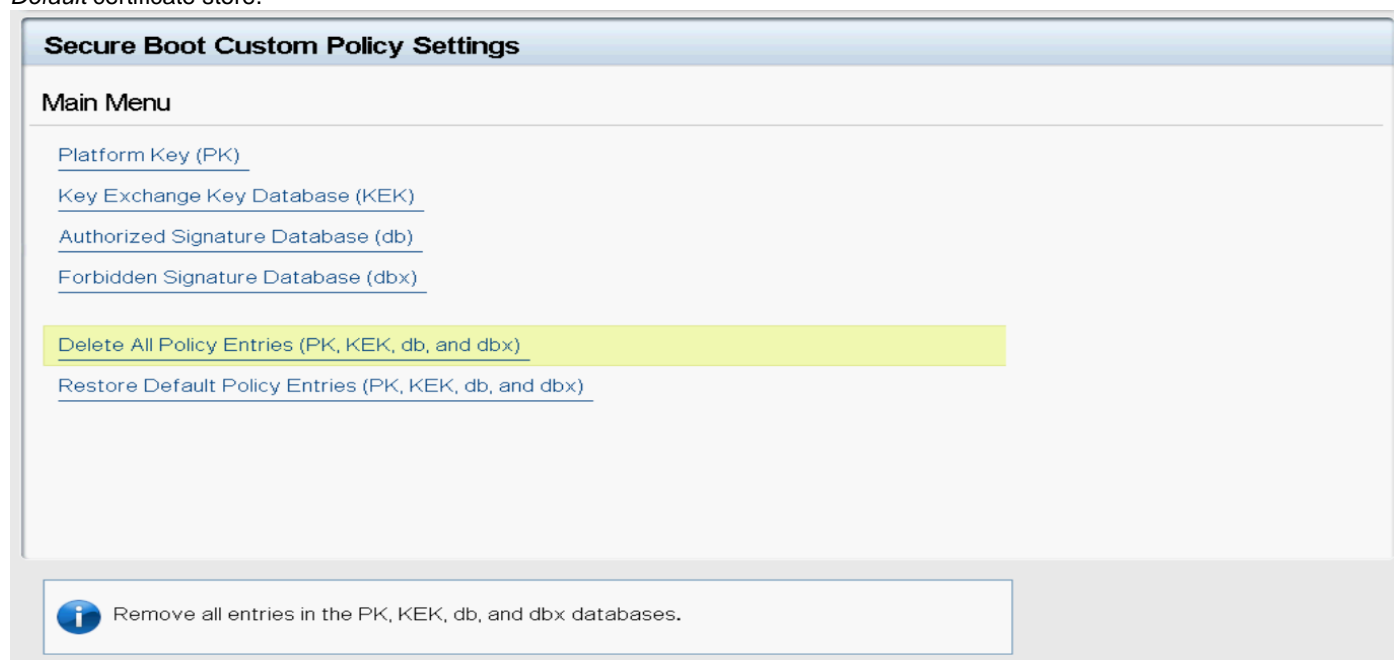 Default certificate store.
Secure Boot Custom Policy Settings
Main Menu
Platform Key (PK)
Key Exchange Key Database (KEK)
Authorized Signature Database (db)
Forbidden Signature Database (dbx)
Delete All Policy Entries (PK, KEK, db, and dbx)
Restore Default Policy Entries (PK, KEK, db, and dbx)
Remove all entries in the PK, KEK, db, and dbx databases.